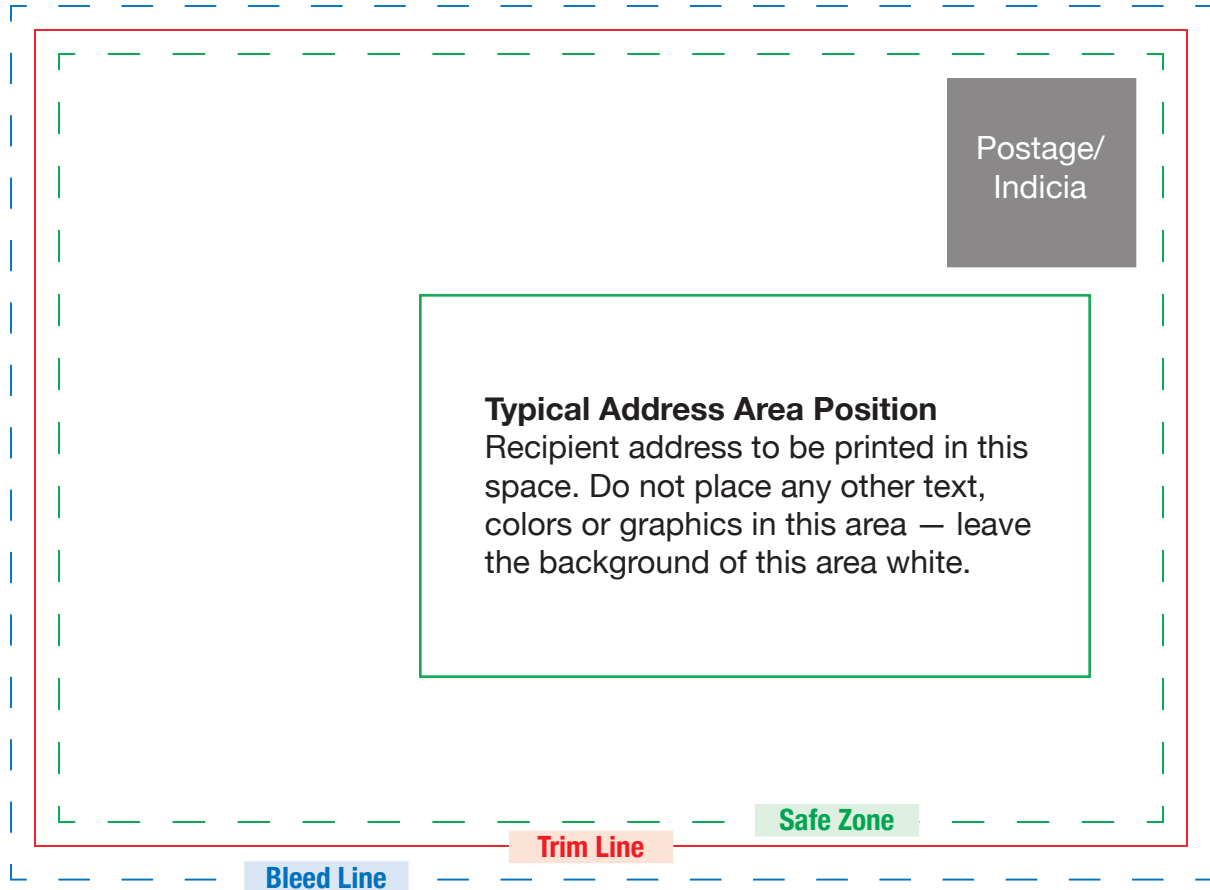 Postage/
Indicia
Typical Address Area Position
Recipient address to be printed in this
space. Do not place any other text,
colors or graphics in this area — leave
the background of this area white.
Safe Zone
Trim Line
Bleed Line